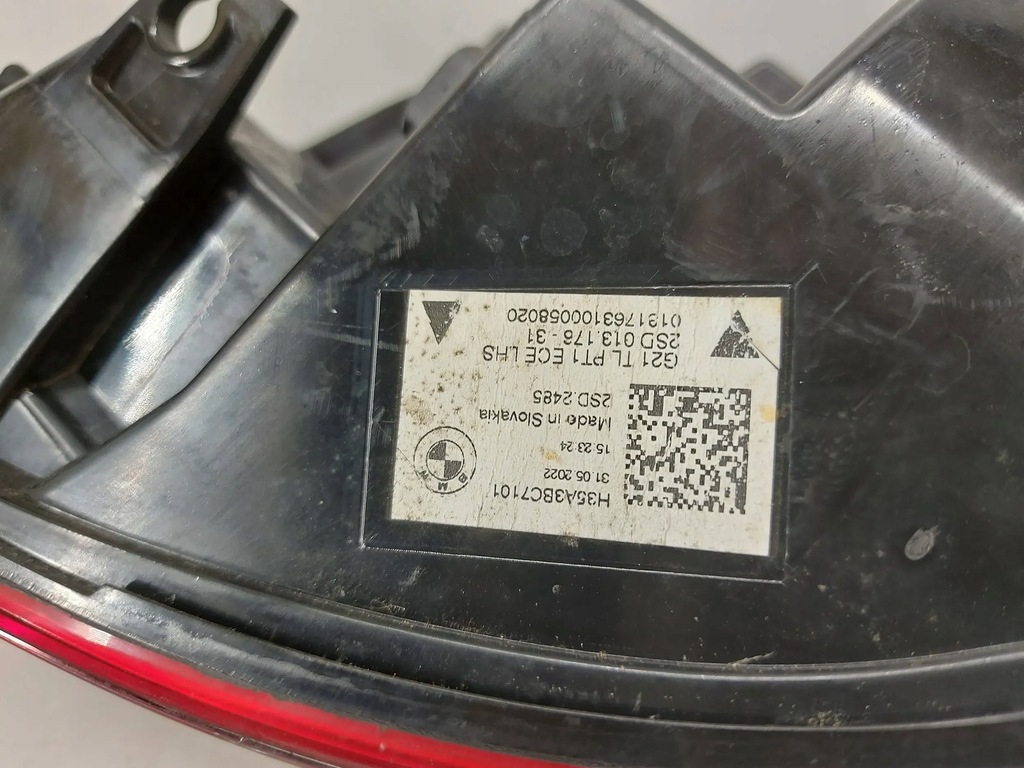 H35A3BC7101
31.05.2022
15:23:24
Made in Slovakia
2SD.2485
G21 TL PT1 ECE LHS
2SD 013.176 - 31
0131763100058020
BMW